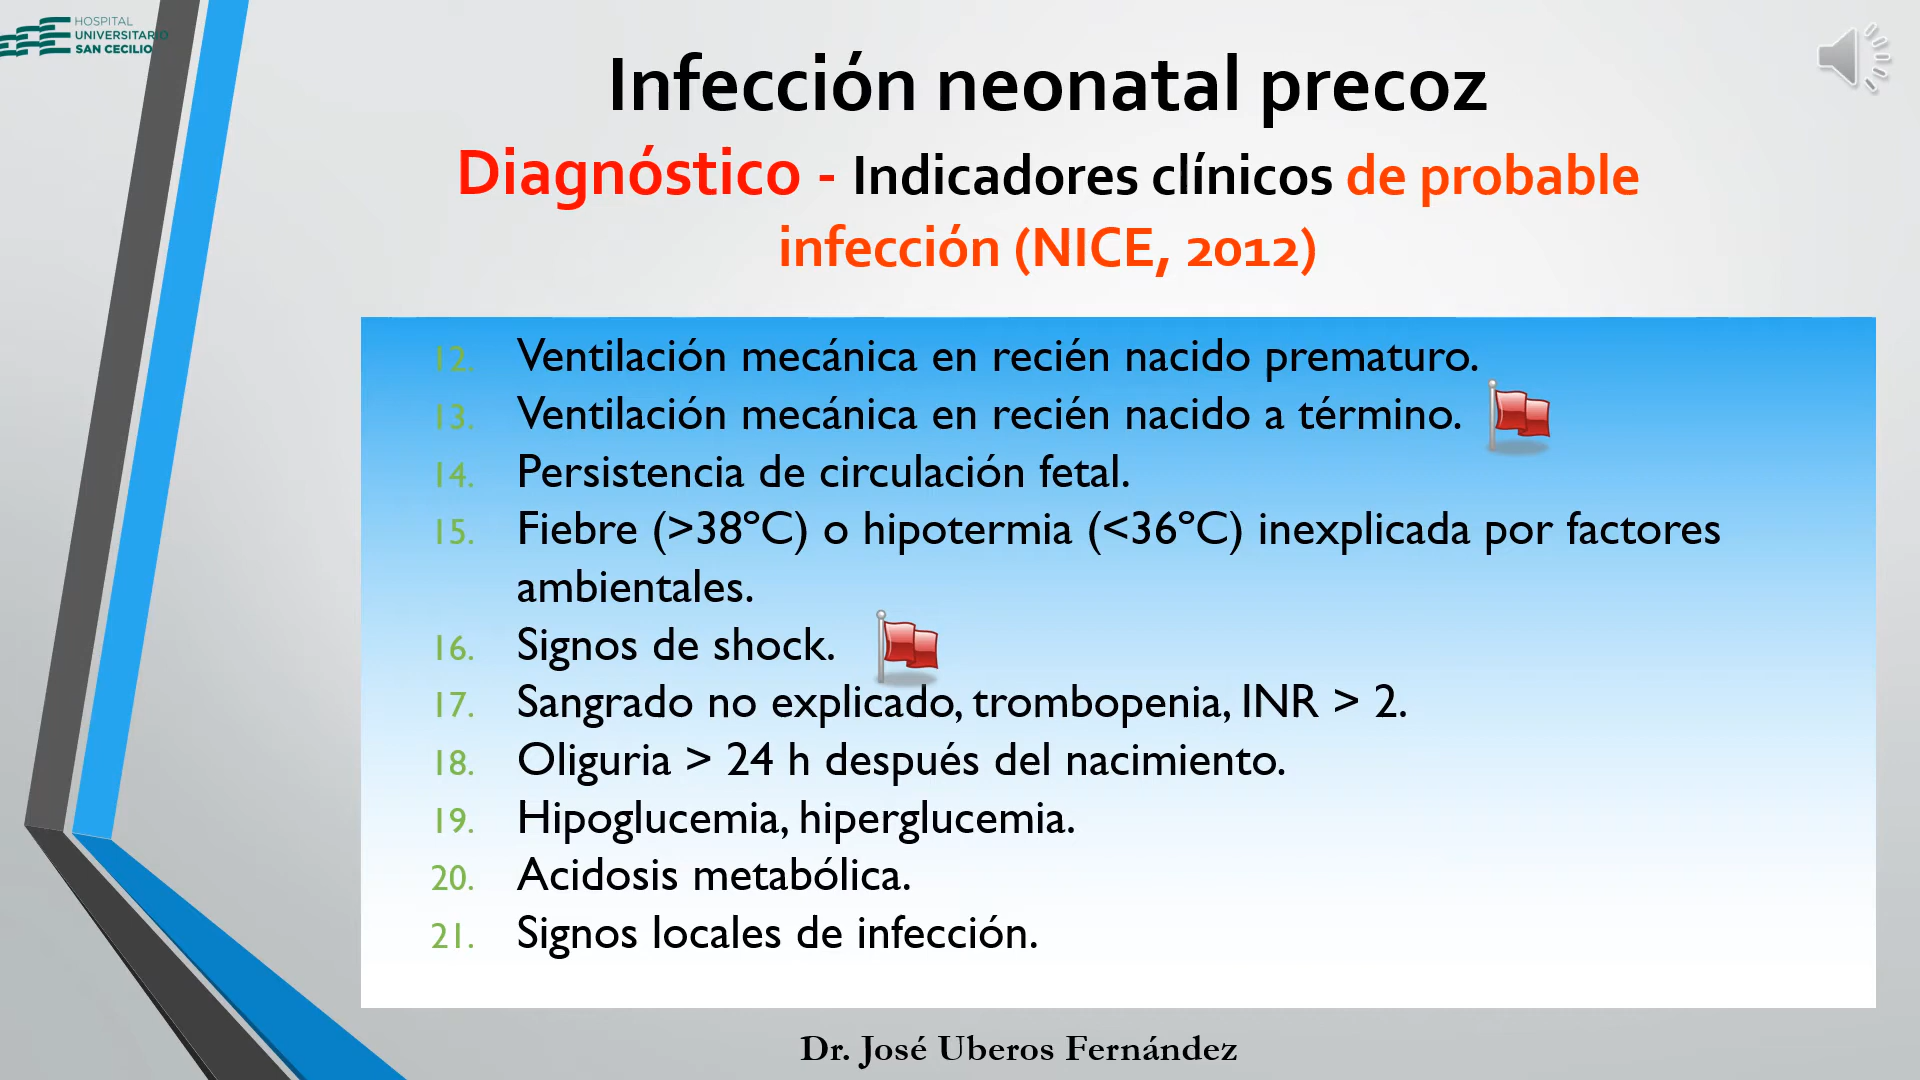 HOSPITAL
UNIVERSITARIO
SAN CECILIO
Infección neonatal precoz
Diagnóstico - Indicadores clínicos de probable
infección (NICE, 2012)
12. Ventilación mecánica en recién nacido prematuro.
13. Ventilación mecánica en recién nacido a término.
14. Persistencia de circulación fetal.
15. Fiebre (>38ºC) o hipotermia (<36ºC) inexplicada por factores
ambientales.
16. Signos de shock.
17. Sangrado no explicado, trombopenia, INR > 2.
18. Oliguria > 24 h después del nacimiento.
19. Hipoglucemia, hiperglucemia.
20. Acidosis metabólica.
21. Signos locales de infección.
Dr. José Uberos Fernández